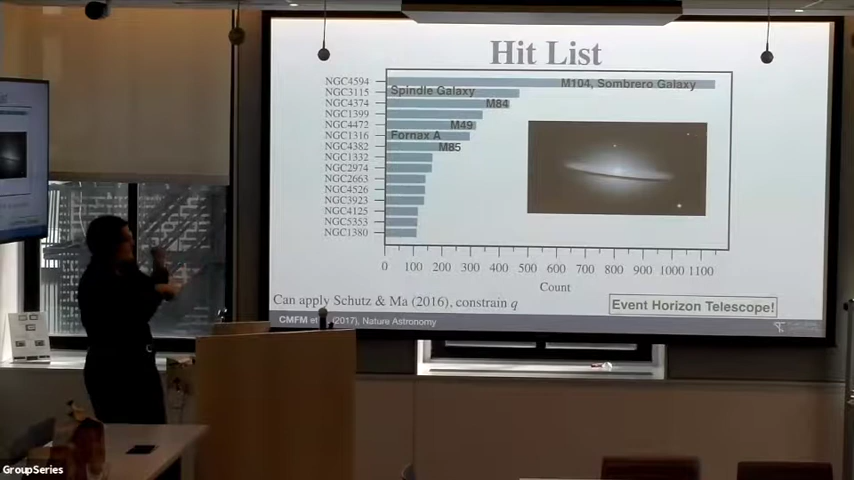 Hit List
NGC4594
NGC3115
NGC4374
NGC1399
NGC4472
NGC1316
NGC4382
NGC1332
NGC2974
NGC2663
NGC4526
NGC3923
NGC4125
NGC5353
NGC1380
M104, Sombrero Galaxy
Spindle Galaxy
M84
M49
Fornax A
M85
0 100 200 300 400 500 600 700 800 900 1000 1100
Count
Can apply Schutz & Ma (2016), constrain q
Event Horizon Telescope!
CMFM et 2017, Nature Astronomy
GroupSeries